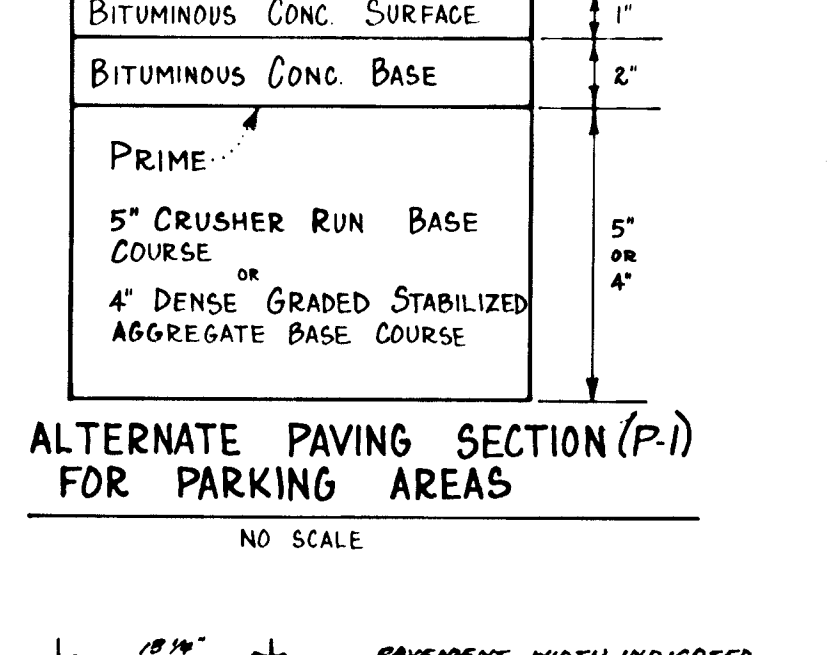 BITUMINOUS CONC. SURFACE 1"
BITUMINOUS CONC. BASE 2"
PRIME
5" CRUSHER RUN BASE
COURSE
OR
4" DENSE GRADED STABILIZED
AGGREGATE BASE COURSE
5"
OR
4"
ALTERNATE PAVING SECTION (P-1)
FOR PARKING AREAS
NO SCALE
PAVEMENT WIDTH INDICATED